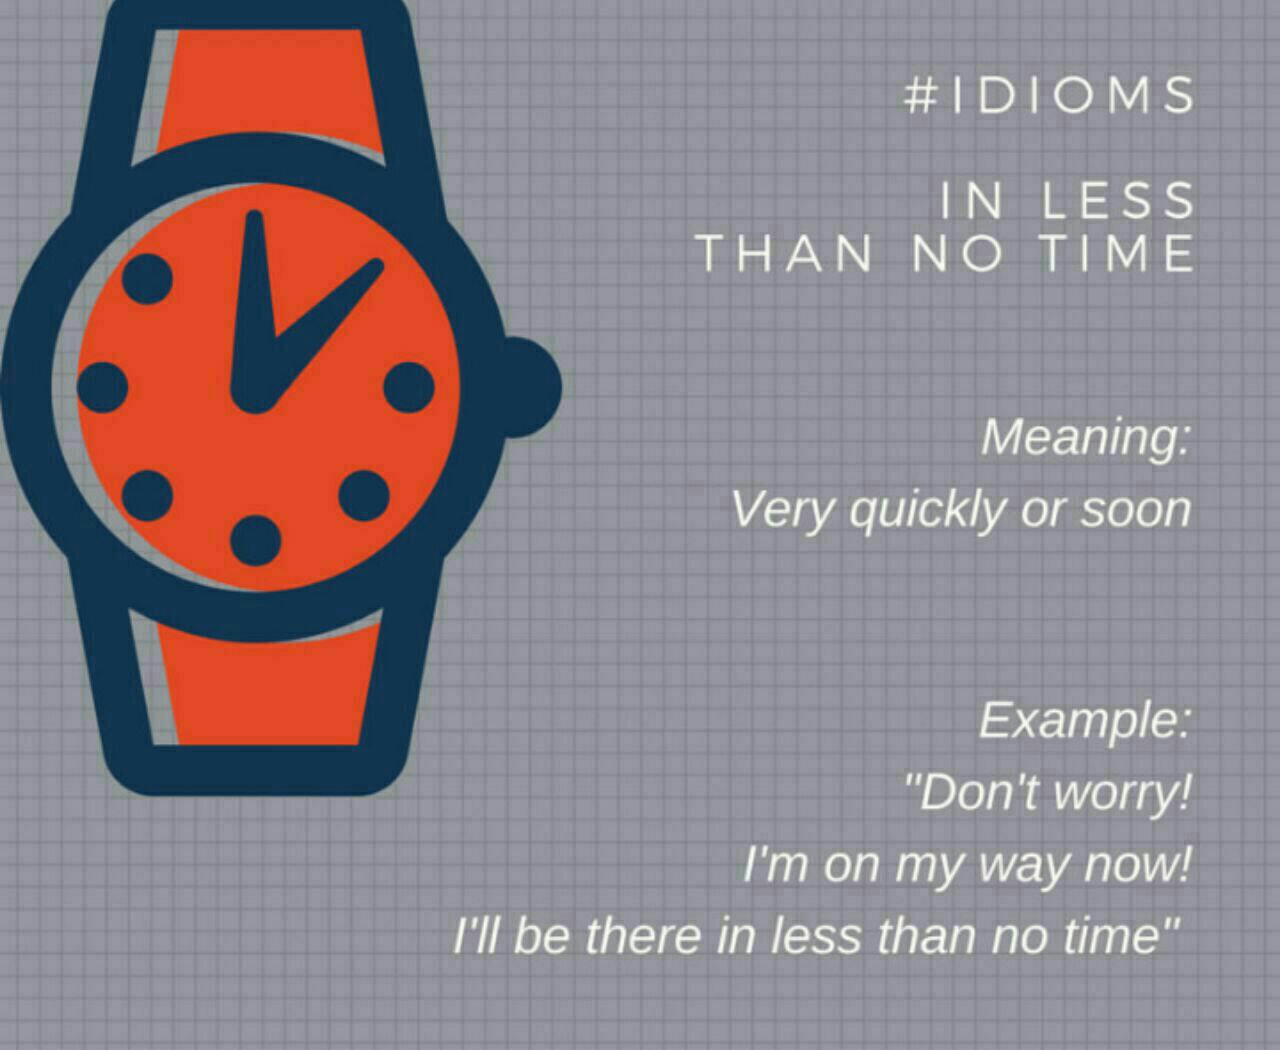 #IDIOMS
IN LESS
THAN NO TIME
Meaning:
Very quickly or soon
Example:
"Don't worry!
I'm on my way now!
I'll be there in less than no time"